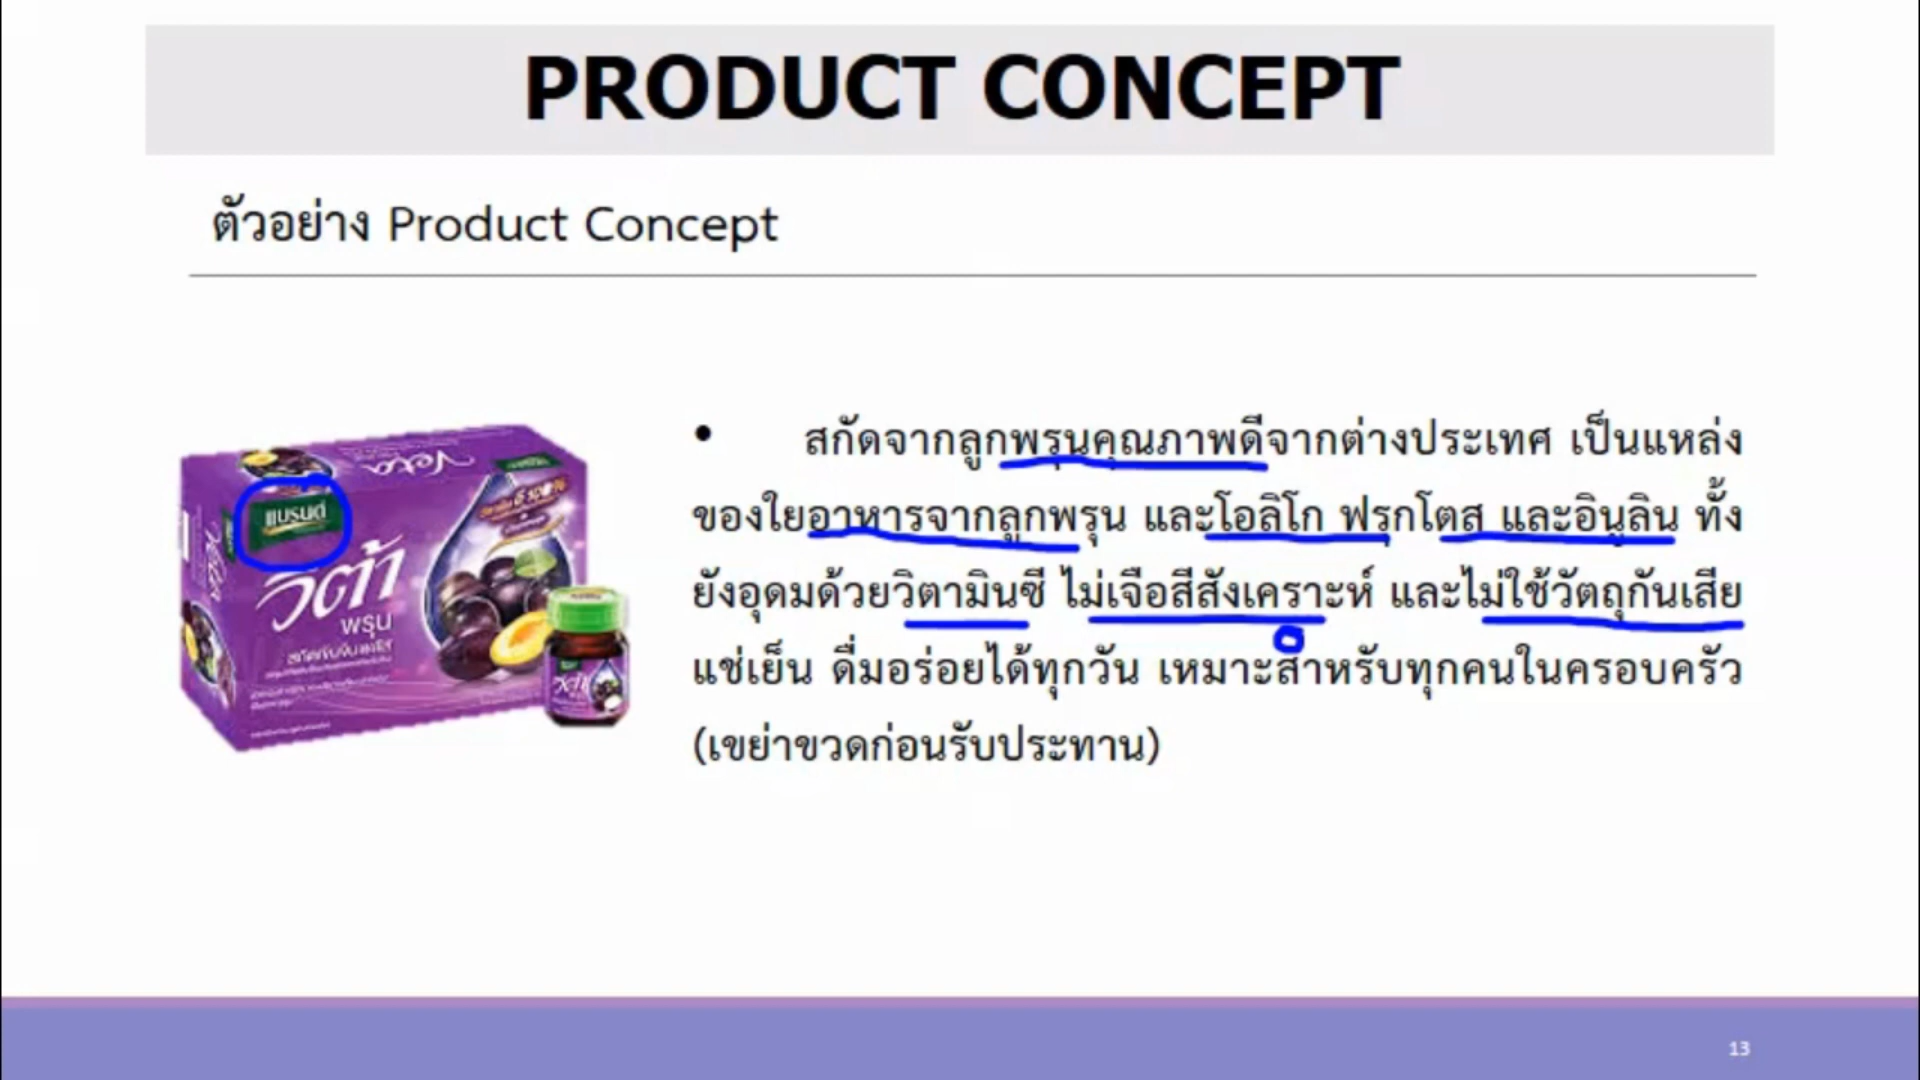 PRODUCT CONCEPT
ตัวอย่าง Product Concept
Veta
แบรนด์
วีต้า
พรุน
• สกัดจากลูกพรุนคุณภาพดีจากต่างประเทศ เป็นแหล่ง
ของใยอาหารจากลูกพรุน และโอลิโก ฟรุกโตส และอินูลิน ทั้ง
ยังอุดมด้วยวิตามินซี ไม่เจือสีสังเคราะห์ และไม่ใช้วัตถุกันเสีย
แช่เย็น ดื่มอร่อยได้ทุกวัน เหมาะสำหรับทุกคนในครอบครัว
(เขย่าขวดก่อนรับประทาน)
13